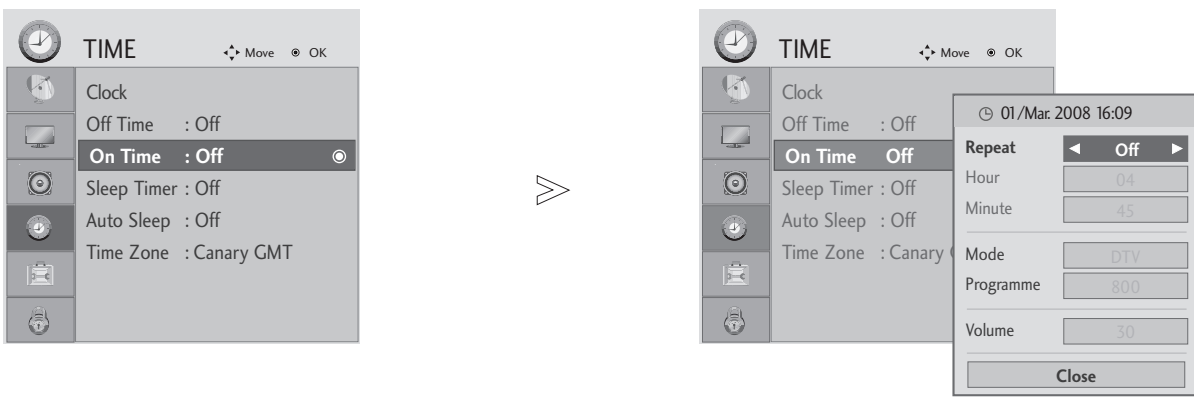 TIME Move OK
Clock
Off Time : Off
On Time : Off
Sleep Timer : Off
Auto Sleep : Off
Time Zone : Canary GMT
TIME Move OK
Clock
Off Time : Off
On Time Off
Sleep Timer : Off
Auto Sleep : Off
Time Zone : Canary
01/Mar. 2008 16:09
Repeat Off
Hour 04
Minute 45
Mode DTV
Programme 800
Volume 30
Close